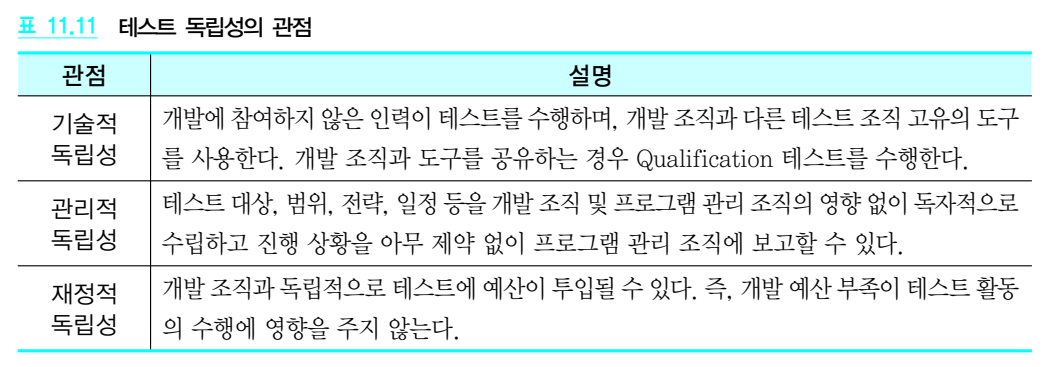 표 11.11 테스트 독립성의 관점
관점 설명
기술적 독립성
개발에 참여하지 않은 인력이 테스트를 수행하며, 개발 조직과 다른 테스트 조직 고유의 도구
를 사용한다. 개발 조직과 도구를 공유하는 경우 Qualification 테스트를 수행한다.
관리적 독립성
테스트 대상, 범위, 전략, 일정 등을 개발 조직 및 프로그램 관리 조직의 영향 없이 독자적으로
수립하고 진행 상황을 아무 제약 없이 프로그램 관리 조직에 보고할 수 있다.
재정적 독립성
개발 조직과 독립적으로 테스트에 예산이 투입될 수 있다. 즉, 개발 예산 부족이 테스트 활동
의 수행에 영향을 주지 않는다.